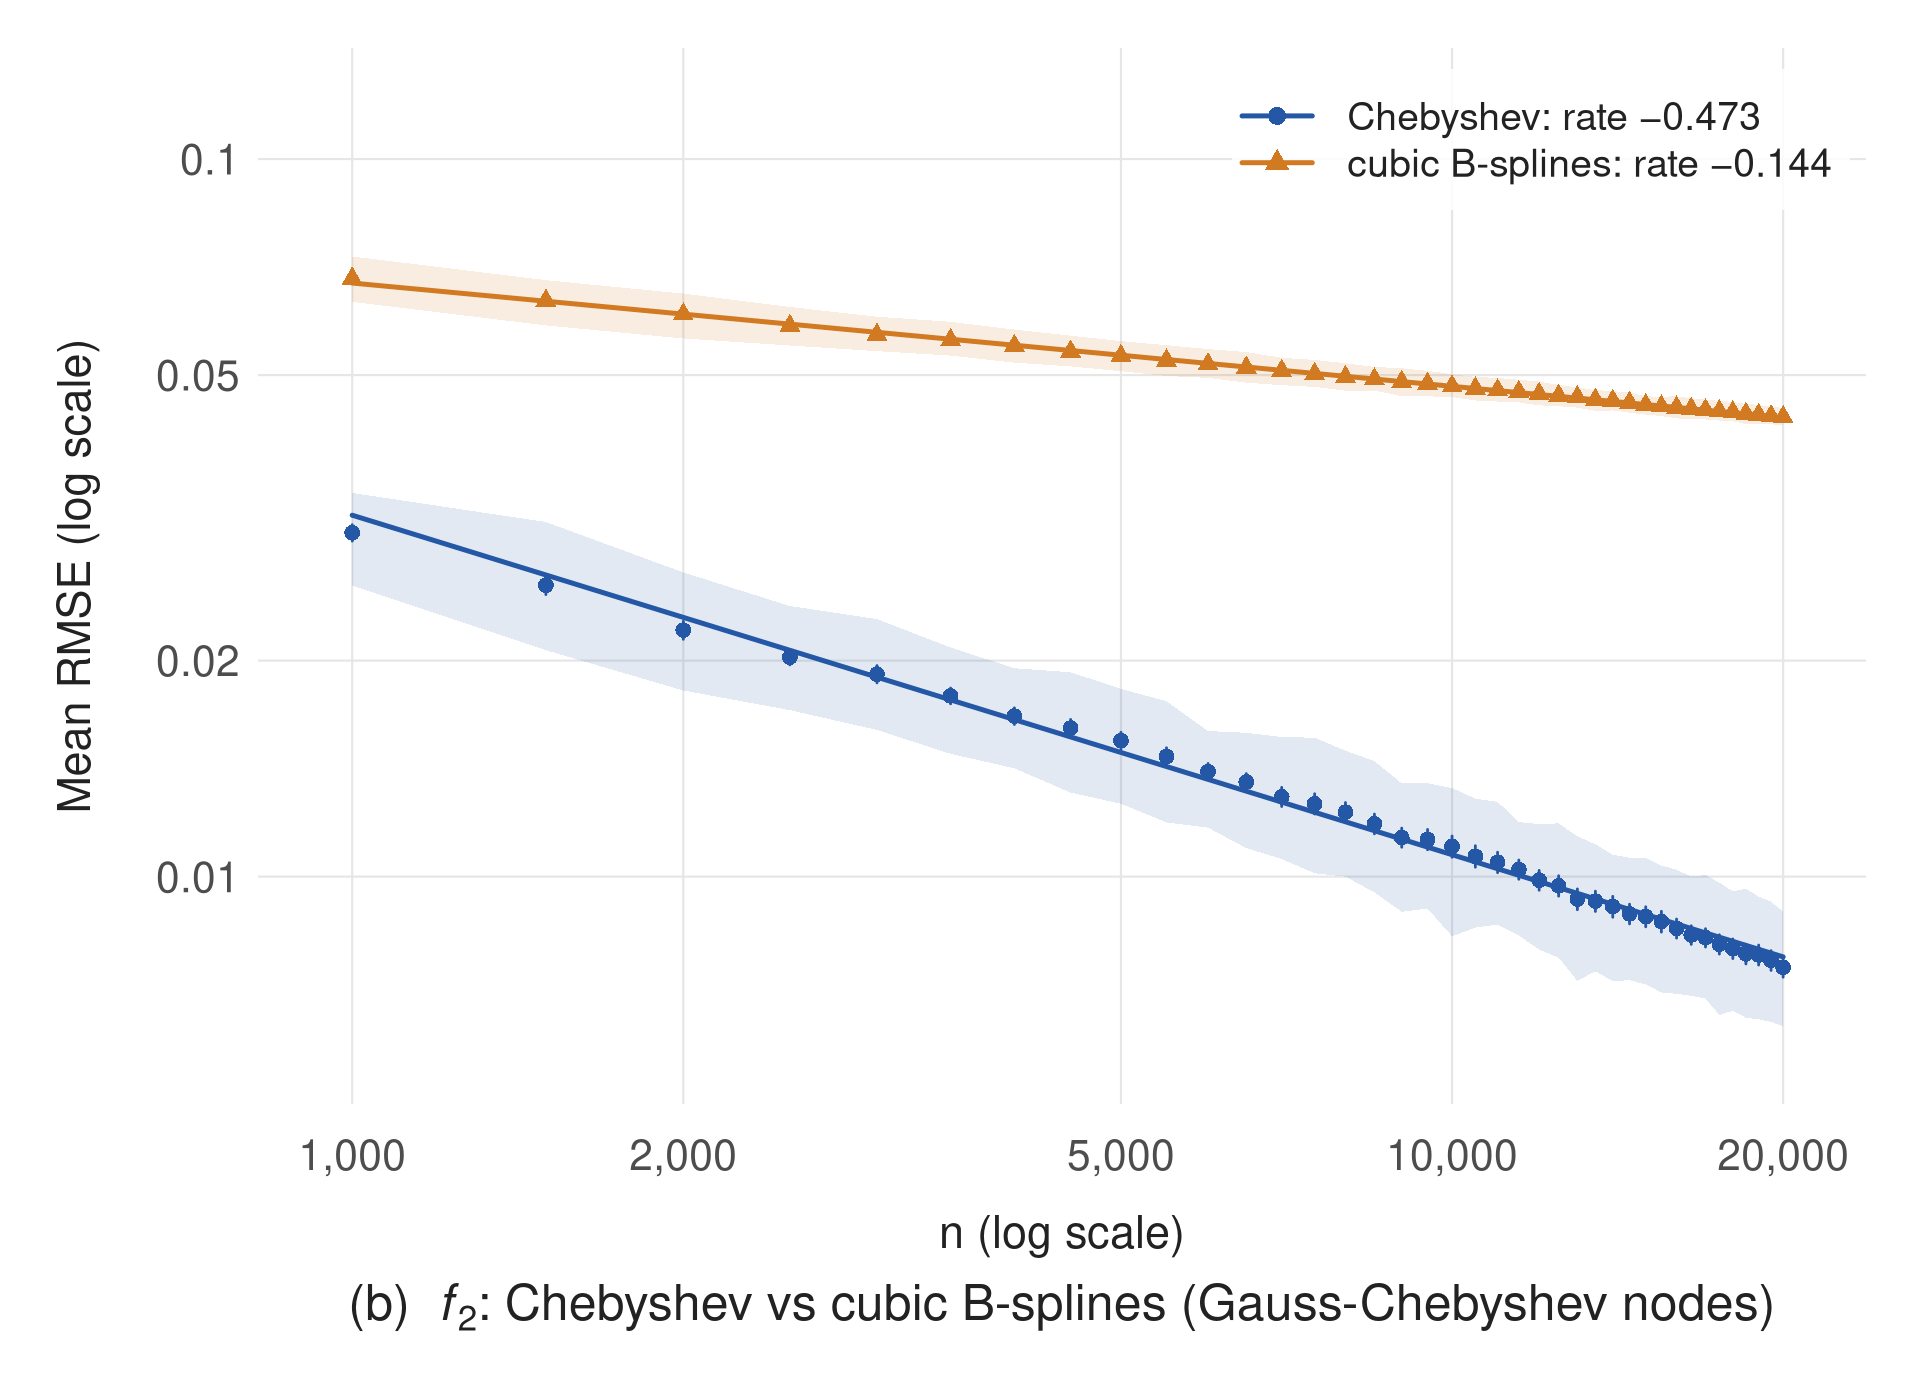 Chebyshev: rate −0.473
cubic B-splines: rate −0.144
0.1
0.05
0.02
0.01
Mean RMSE (log scale)
1,000 2,000 5,000 10,000 20,000
n (log scale)
(b) f₂: Chebyshev vs cubic B-splines (Gauss-Chebyshev nodes)